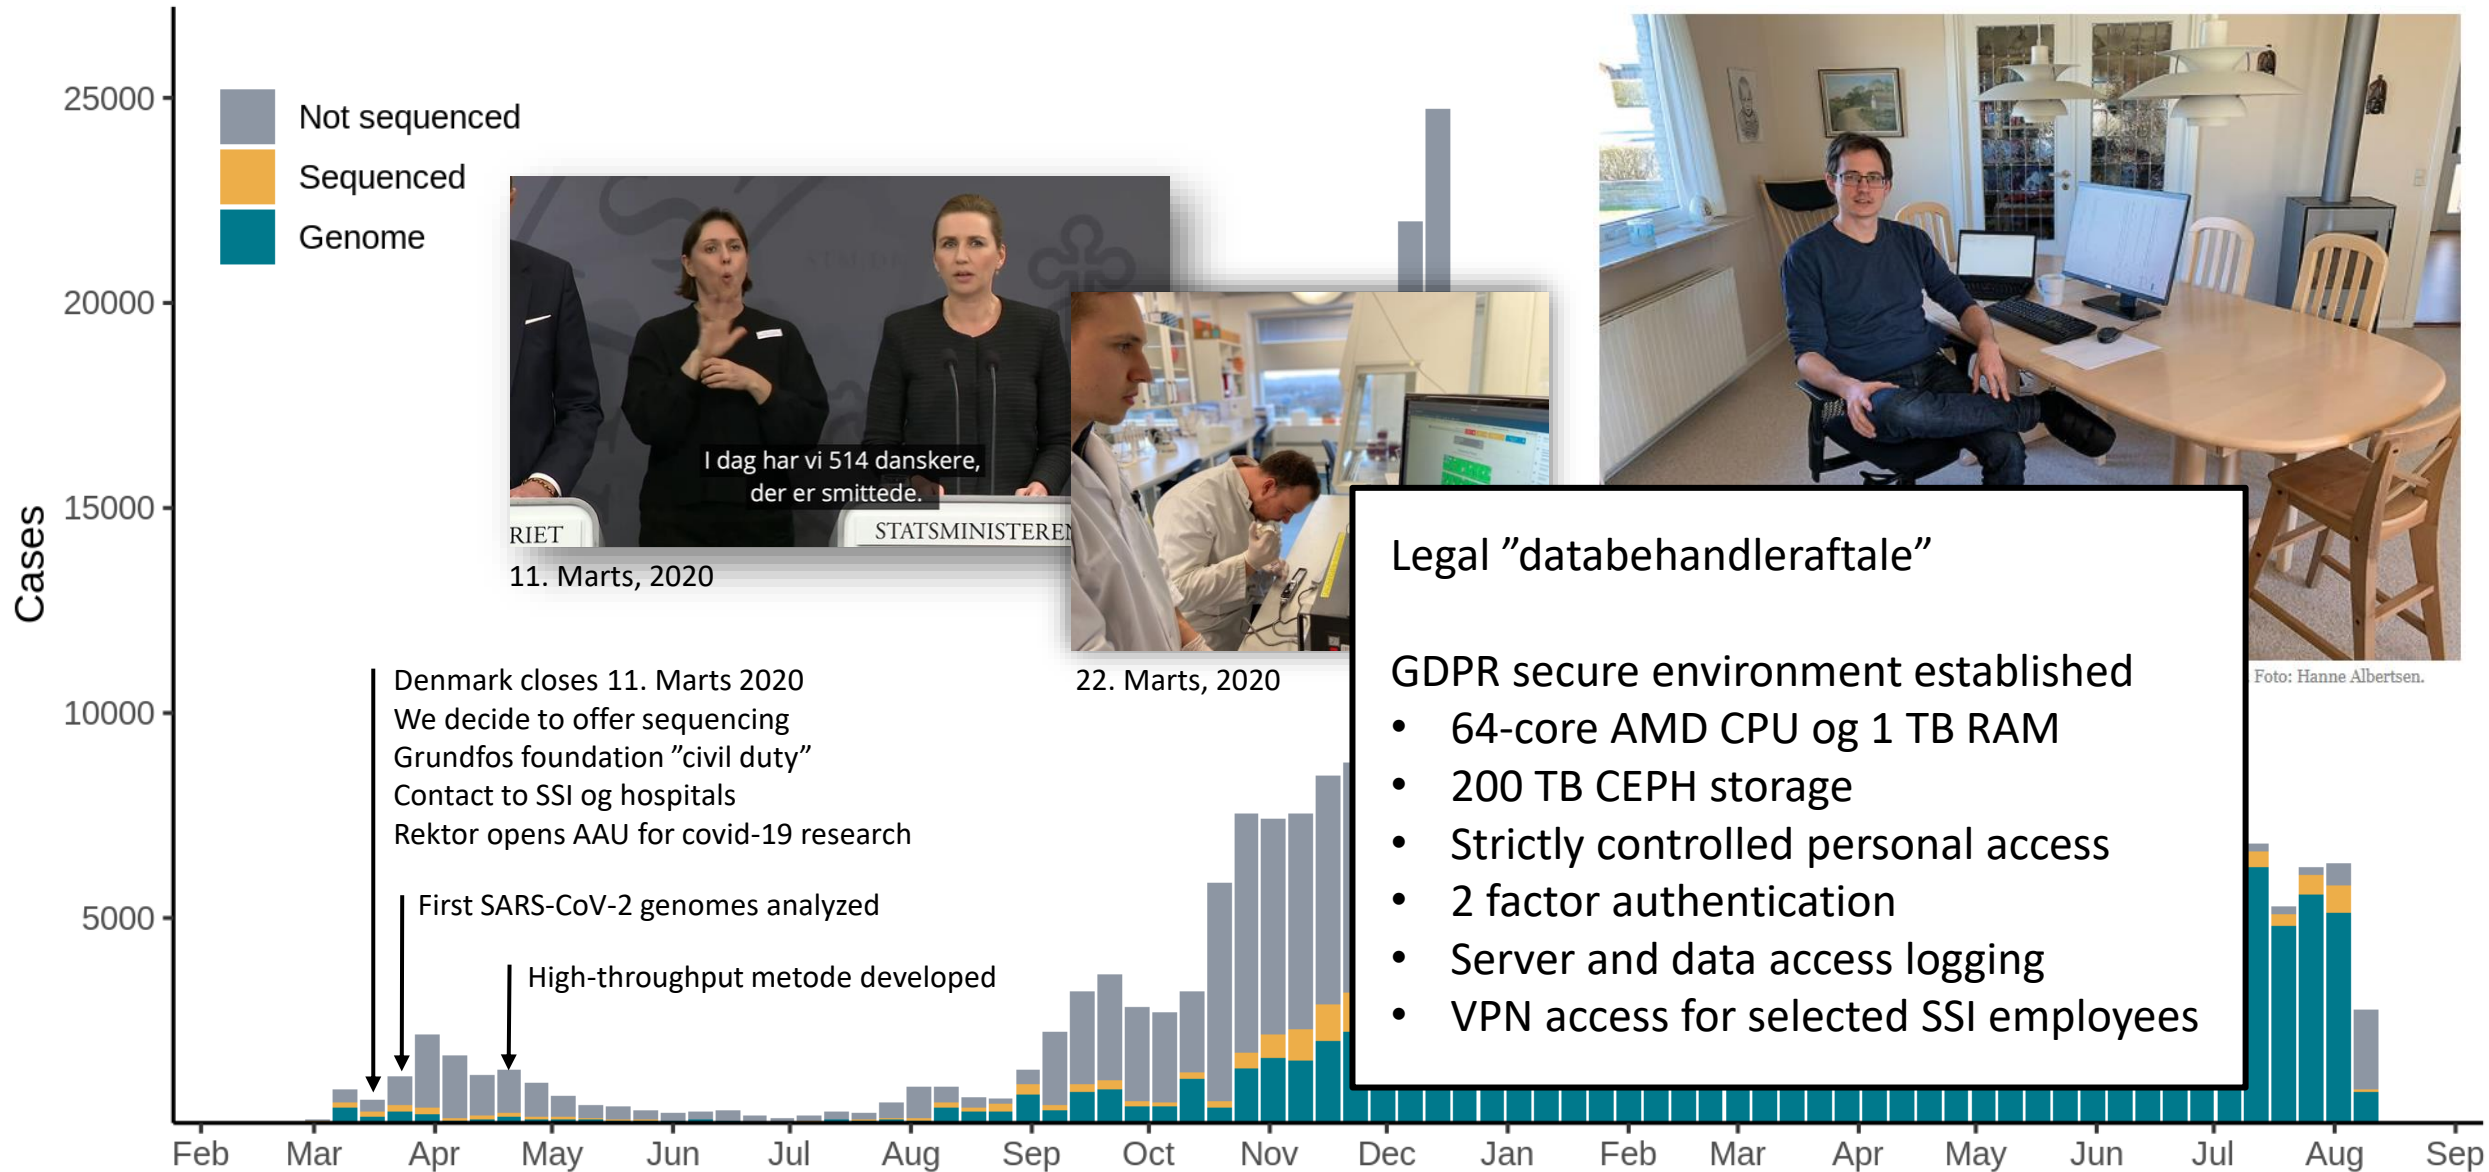 25000
20000
15000
10000
5000
Cases
Not sequenced
Sequenced
Genome
I dag har vi 514 danskere,
der er smittede.
RIET
STATSMINISTEREN
11. Marts, 2020
22. Marts, 2020
Foto: Hanne Albertsen.
Denmark closes 11. Marts 2020
We decide to offer sequencing
Grundfos foundation ”civil duty”
Contact to SSI og hospitals
Rektor opens AAU for covid-19 research
First SARS-CoV-2 genomes analyzed
High-throughput metode developed
Legal ”databehandleraftale”
GDPR secure environment established
• 64-core AMD CPU og 1 TB RAM
• 200 TB CEPH storage
• Strictly controlled personal access
• 2 factor authentication
• Server and data access logging
• VPN access for selected SSI employees
Feb Mar Apr May Jun Jul Aug Sep Oct Nov Dec Jan Feb Mar Apr May Jun Jul Aug Sep